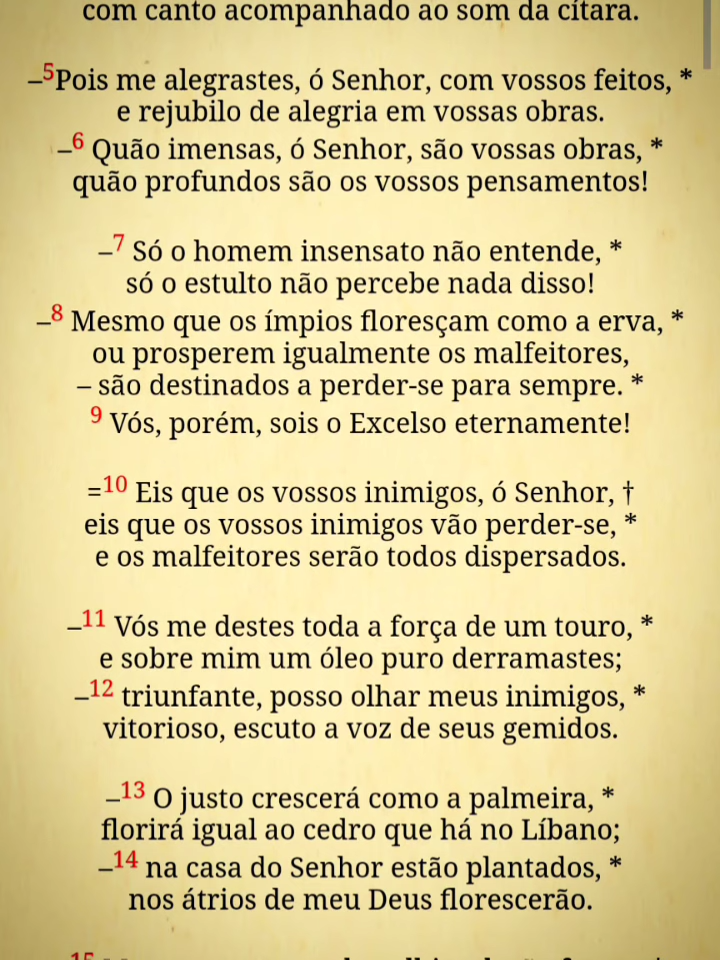 com canto acompanhado ao som da cítara.
–5Pois me alegrastes, ó Senhor, com vossos feitos, *
e rejubilo de alegria em vossas obras.
–6 Quão imensas, ó Senhor, são vossas obras, *
quão profundos são os vossos pensamentos!
–7 Só o homem insensato não entende, *
só o estulto não percebe nada disso!
–8 Mesmo que os ímpios floresçam como a erva, *
ou prosperem igualmente os malfeitores,
– são destinados a perder-se para sempre. *
9 Vós, porém, sois o Excelso eternamente!
=10 Eis que os vossos inimigos, ó Senhor, †
eis que os vossos inimigos vão perder-se, *
e os malfeitores serão todos dispersados.
–11 Vós me destes toda a força de um touro, *
e sobre mim um óleo puro derramastes;
–12 triunfante, posso olhar meus inimigos, *
vitorioso, escuto a voz de seus gemidos.
–13 O justo crescerá como a palmeira, *
florirá igual ao cedro que há no Líbano;
–14 na casa do Senhor estão plantados, *
nos átrios de meu Deus florescerão.
15